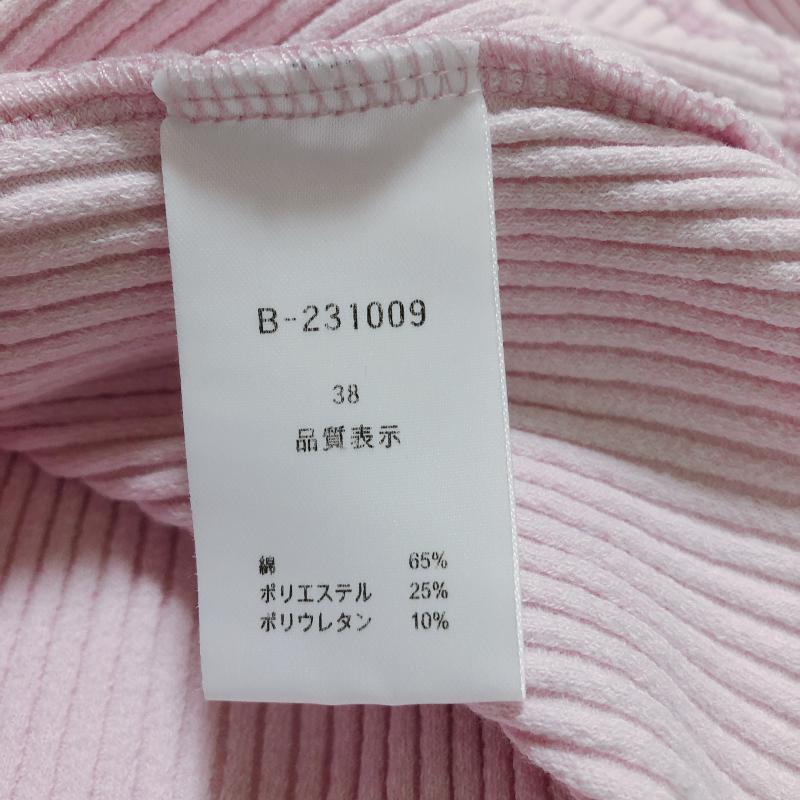 B-231009
38
品質表示
綿 65%
ポリエステル 25%
ポリウレタン 10%